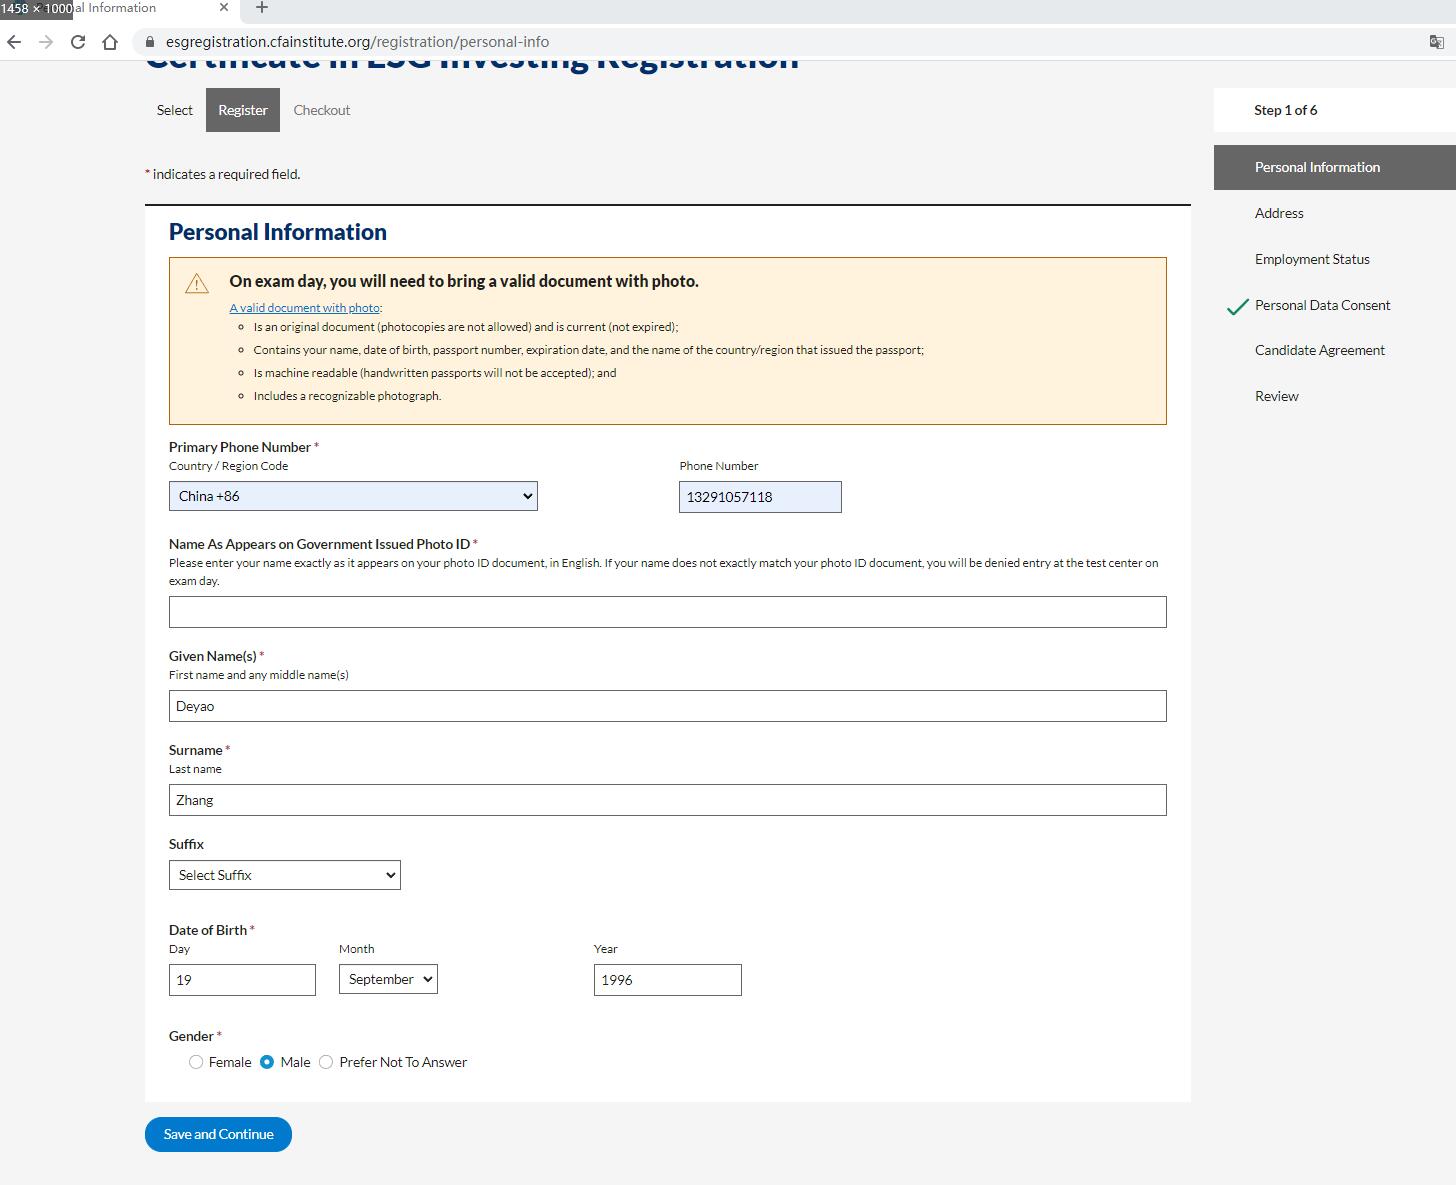 1458 × 1000
al Information
esgregistration.cfainstitute.org/registration/personal-info
Certificate in ESG Investing Registration
Select Register Checkout
Step 1 of 6
* indicates a required field.
Personal Information
Address
Employment Status
Personal Data Consent
Candidate Agreement
Review
Personal Information
On exam day, you will need to bring a valid document with photo.
A valid document with photo:
Is an original document (photocopies are not allowed) and is current (not expired);
Contains your name, date of birth, passport number, expiration date, and the name of the country/region that issued the passport;
Is machine readable (handwritten passports will not be accepted); and
Includes a recognizable photograph.
Primary Phone Number *
Country / Region Code Phone Number
China +86 13291057118
Name As Appears on Government Issued Photo ID *
Please enter your name exactly as it appears on your photo ID document, in English. If your name does not exactly match your photo ID document, you will be denied entry at the test center on
exam day.
Given Name(s) *
First name and any middle name(s)
Deyao
Surname *
Last name
Zhang
Suffix
Select Suffix
Date of Birth *
Day Month Year
19 September 1996
Gender *
Female Male Prefer Not To Answer
Save and Continue